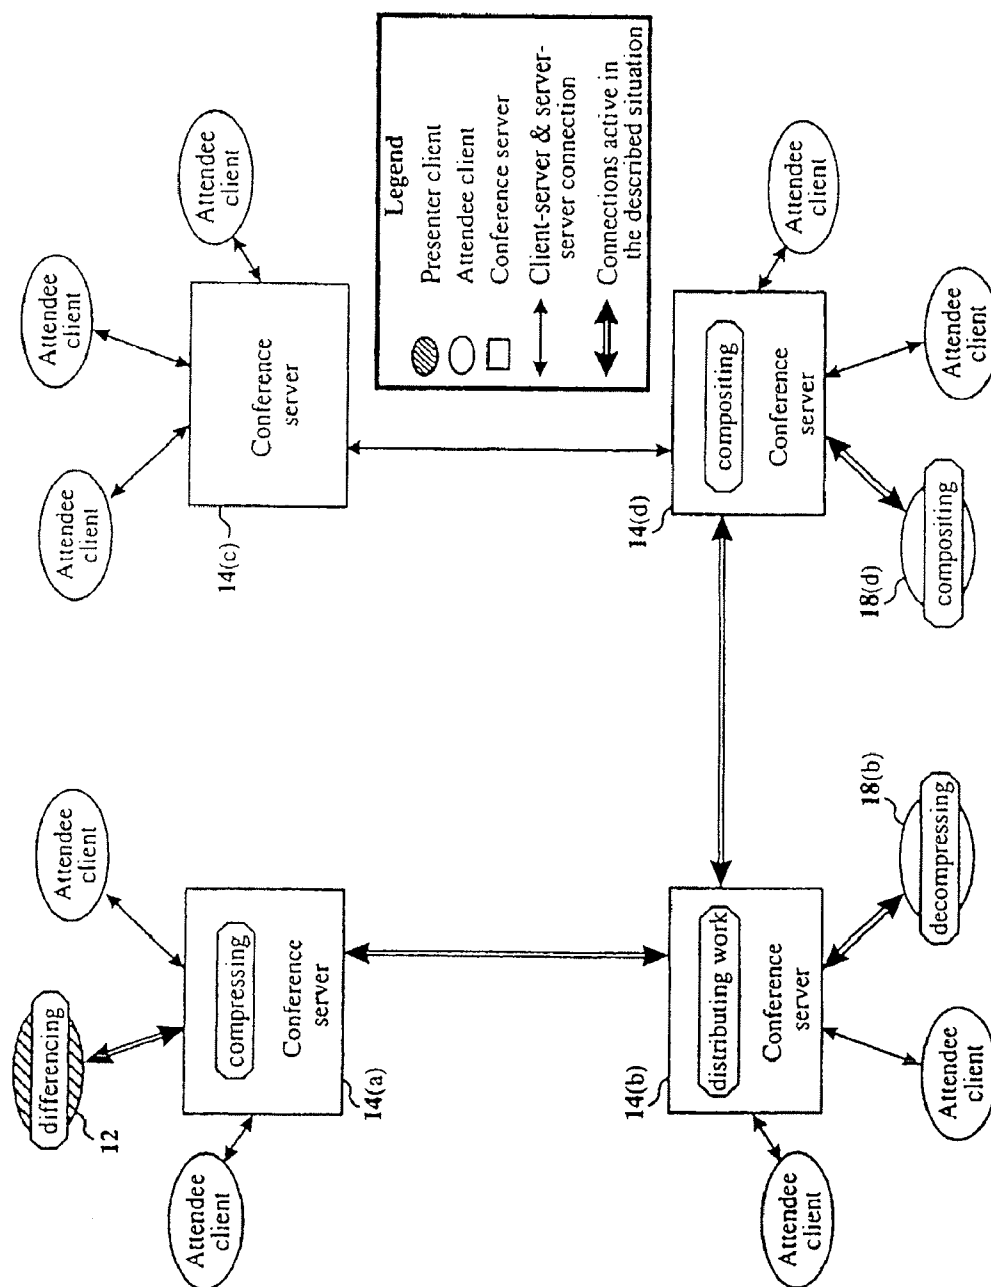 differencing
12
Attendee
client
Attendee
client
compressing
Conference
server
14(a)
Attendee
client
Attendee
client
Attendee
client
Conference
server
14(c)
Legend
Presenter client
Attendee client
Conference server
Client-server & server-
server connection
Connections active in
the described situation
Attendee
client
distributing work
Conference
server
14(b)
Attendee
client
decompressing
18(b)
compositing
Conference
server
14(d)
Attendee
client
compositing
18(d)
Attendee
client